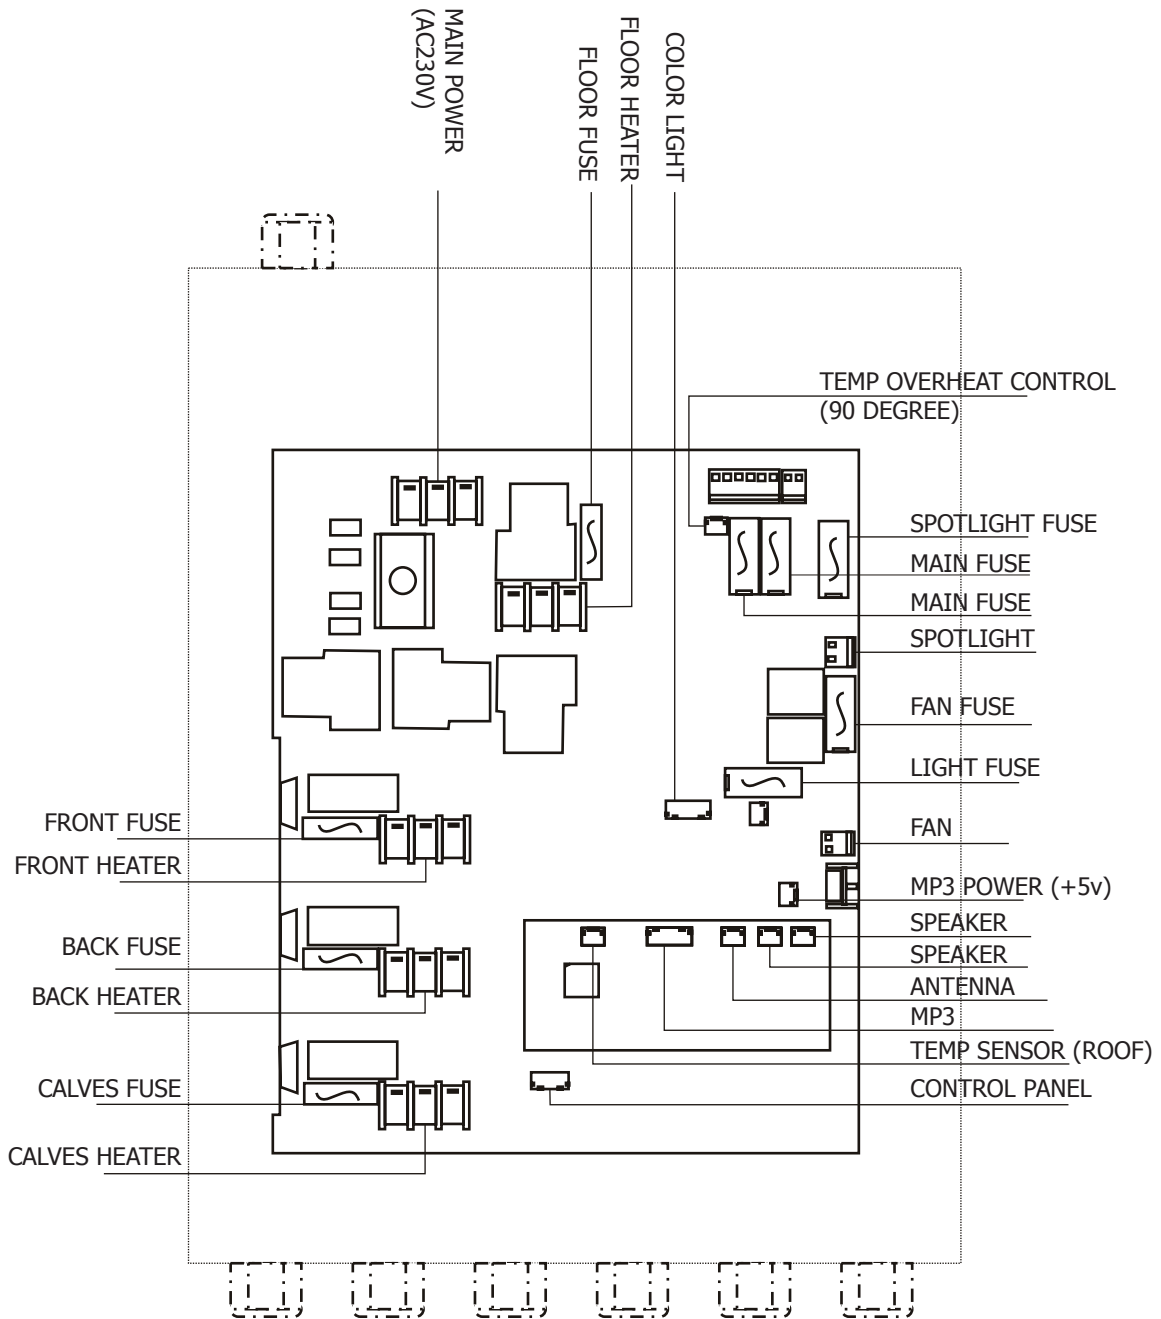 MAIN POWER
(AC230V)
FLOOR FUSE
FLOOR HEATER
COLOR LIGHT
TEMP OVERHEAT CONTROL
(90 DEGREE)
SPOTLIGHT FUSE
MAIN FUSE
MAIN FUSE
SPOTLIGHT
FAN FUSE
LIGHT FUSE
FAN
MP3 POWER (+5v)
SPEAKER
SPEAKER
ANTENNA
MP3
TEMP SENSOR (ROOF)
CONTROL PANEL
FRONT FUSE
FRONT HEATER
BACK FUSE
BACK HEATER
CALVES FUSE
CALVES HEATER